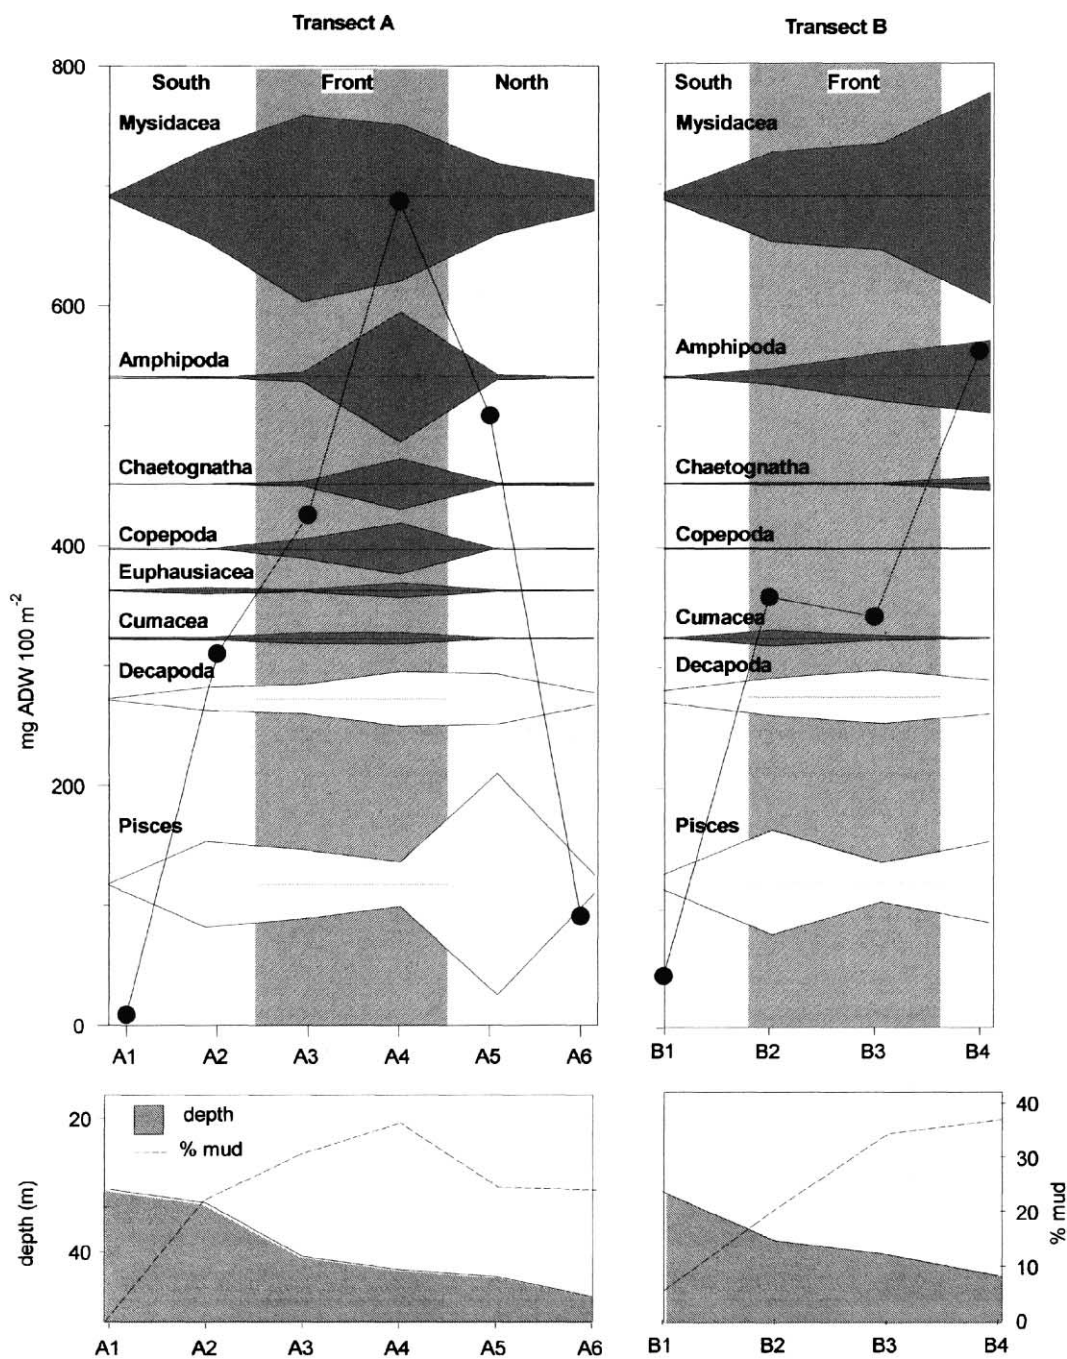 Transect A
Transect B
800
South
Front
North
South
Front
Mysidacea
Mysidacea
600
Amphipoda
Amphipoda
Chaetognatha
Chaetognatha
400
Copepoda
Copepoda
Euphausiacea
Cumacea
Cumacea
Decapoda
Decapoda
mg ADW 100 m⁻²
200
Pisces
Pisces
0
A1 A2 A3 A4 A5 A6
B1 B2 B3 B4
20
depth
% mud
40
depth (m)
A1 A2 A3 A4 A5 A6
40
30
20
10
0
% mud
B1 B2 B3 B4